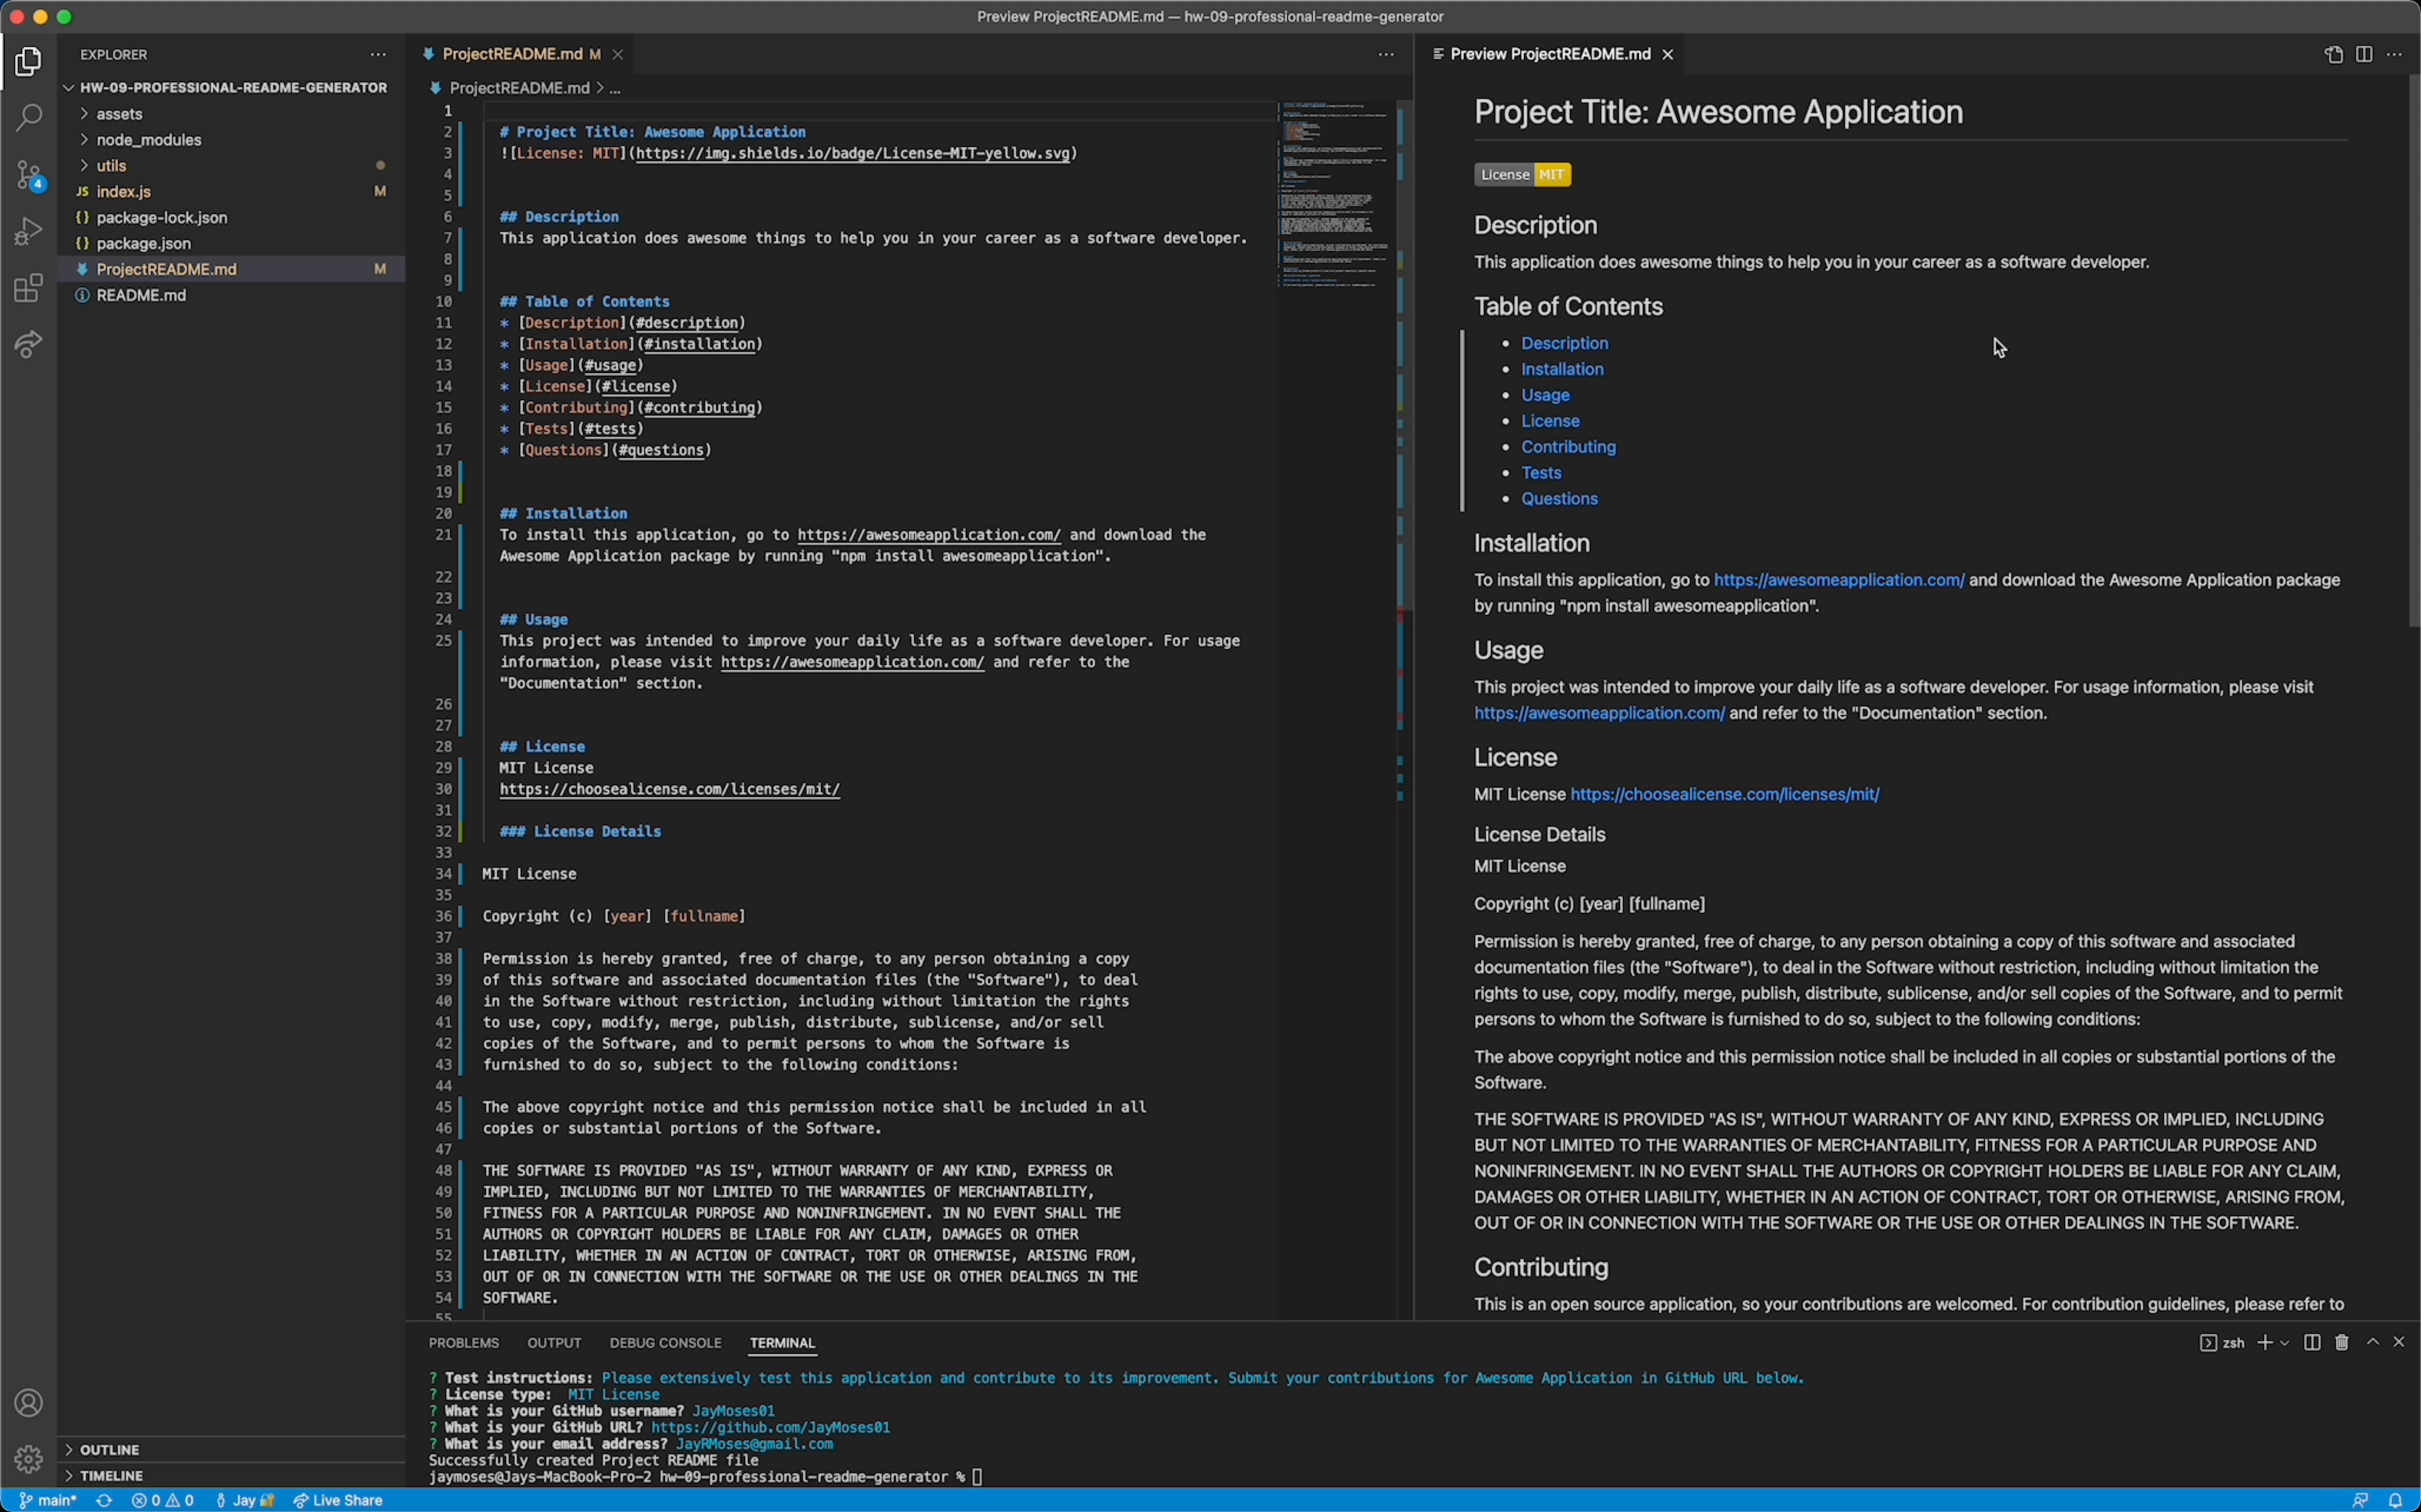 Preview ProjectREADME.md — hw-09-professional-readme-generator
EXPLORER
HW-09-PROFESSIONAL-README-GENERATOR
assets
node_modules
utils
JS index.js M
{} package-lock.json
{} package.json
ProjectREADME.md M
README.md
OUTLINE
TIMELINE
4
ProjectREADME.md M
ProjectREADME.md > ...
1
2 # Project Title: Awesome Application
3 ![License: MIT](https://img.shields.io/badge/License-MIT-yellow.svg)
4
5
6 ## Description
7 This application does awesome things to help you in your career as a software developer.
8
9
10 ## Table of Contents
11 * [Description](#description)
12 * [Installation](#installation)
13 * [Usage](#usage)
14 * [License](#license)
15 * [Contributing](#contributing)
16 * [Tests](#tests)
17 * [Questions](#questions)
18
19
20 ## Installation
21 To install this application, go to https://awesomeapplication.com/ and download the
Awesome Application package by running "npm install awesomeapplication".
22
23
24 ## Usage
25 This project was intended to improve your daily life as a software developer. For usage
information, please visit https://awesomeapplication.com/ and refer to the
"Documentation" section.
26
27
28 ## License
29 MIT License
30 https://choosealicense.com/licenses/mit/
31
32 ### License Details
33
34 MIT License
35
36 Copyright (c) [year] [fullname]
37
38 Permission is hereby granted, free of charge, to any person obtaining a copy
39 of this software and associated documentation files (the "Software"), to deal
40 in the Software without restriction, including without limitation the rights
41 to use, copy, modify, merge, publish, distribute, sublicense, and/or sell
42 copies of the Software, and to permit persons to whom the Software is
43 furnished to do so, subject to the following conditions:
44
45 The above copyright notice and this permission notice shall be included in all
46 copies or substantial portions of the Software.
47
48 THE SOFTWARE IS PROVIDED "AS IS", WITHOUT WARRANTY OF ANY KIND, EXPRESS OR
49 IMPLIED, INCLUDING BUT NOT LIMITED TO THE WARRANTIES OF MERCHANTABILITY,
50 FITNESS FOR A PARTICULAR PURPOSE AND NONINFRINGEMENT. IN NO EVENT SHALL THE
51 AUTHORS OR COPYRIGHT HOLDERS BE LIABLE FOR ANY CLAIM, DAMAGES OR OTHER
52 LIABILITY, WHETHER IN AN ACTION OF CONTRACT, TORT OR OTHERWISE, ARISING FROM,
53 OUT OF OR IN CONNECTION WITH THE SOFTWARE OR THE USE OR OTHER DEALINGS IN THE
54 SOFTWARE.
55
Preview ProjectREADME.md
Project Title: Awesome Application
License MIT
Description
This application does awesome things to help you in your career as a software developer.
Table of Contents
• Description
• Installation
• Usage
• License
• Contributing
• Tests
• Questions
Installation
To install this application, go to https://awesomeapplication.com/ and download the Awesome Application package
by running "npm install awesomeapplication".
Usage
This project was intended to improve your daily life as a software developer. For usage information, please visit
https://awesomeapplication.com/ and refer to the "Documentation" section.
License
MIT License https://choosealicense.com/licenses/mit/
License Details
MIT License
Copyright (c) [year] [fullname]
Permission is hereby granted, free of charge, to any person obtaining a copy of this software and associated
documentation files (the "Software"), to deal in the Software without restriction, including without limitation the
rights to use, copy, modify, merge, publish, distribute, sublicense, and/or sell copies of the Software, and to permit
persons to whom the Software is furnished to do so, subject to the following conditions:
The above copyright notice and this permission notice shall be included in all copies or substantial portions of the
Software.
THE SOFTWARE IS PROVIDED "AS IS", WITHOUT WARRANTY OF ANY KIND, EXPRESS OR IMPLIED, INCLUDING
BUT NOT LIMITED TO THE WARRANTIES OF MERCHANTABILITY, FITNESS FOR A PARTICULAR PURPOSE AND
NONINFRINGEMENT. IN NO EVENT SHALL THE AUTHORS OR COPYRIGHT HOLDERS BE LIABLE FOR ANY CLAIM,
DAMAGES OR OTHER LIABILITY, WHETHER IN AN ACTION OF CONTRACT, TORT OR OTHERWISE, ARISING FROM,
OUT OF OR IN CONNECTION WITH THE SOFTWARE OR THE USE OR OTHER DEALINGS IN THE SOFTWARE.
Contributing
This is an open source application, so your contributions are welcomed. For contribution guidelines, please refer to
PROBLEMS OUTPUT DEBUG CONSOLE TERMINAL
zsh
? Test instructions: Please extensively test this application and contribute to its improvement. Submit your contributions for Awesome Application in GitHub URL below.
? License type: MIT License
? What is your GitHub username? JayMoses01
? What is your GitHub URL? https://github.com/JayMoses01
? What is your email address? JayRMoses@gmail.com
Successfully created Project README file
jaymoses@Jays-MacBook-Pro-2 hw-09-professional-readme-generator %
main* 0 0 Jay Live Share